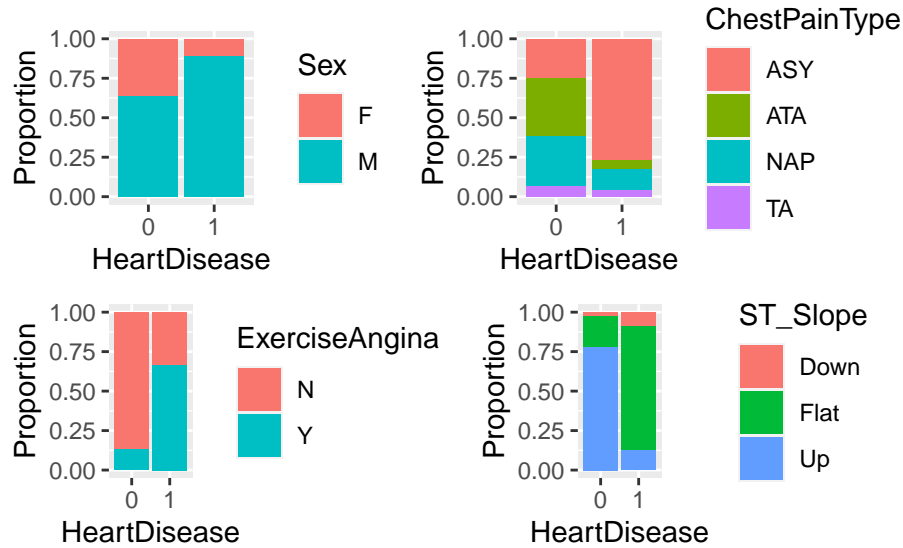 Proportion
1.00
0.75
0.50
0.25
0.00
0 1
HeartDisease
Sex
F
M
Proportion
1.00
0.75
0.50
0.25
0.00
0 1
HeartDisease
ChestPainType
ASY
ATA
NAP
TA
Proportion
1.00
0.75
0.50
0.25
0.00
0 1
HeartDisease
ExerciseAngina
N
Y
Proportion
1.00
0.75
0.50
0.25
0.00
0 1
HeartDisease
ST_Slope
Down
Flat
Up